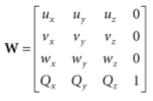 W = [ u_x u_y u_z 0
v_x v_y v_z 0
w_x w_y w_z 0
Q_x Q_y Q_z 1 ]